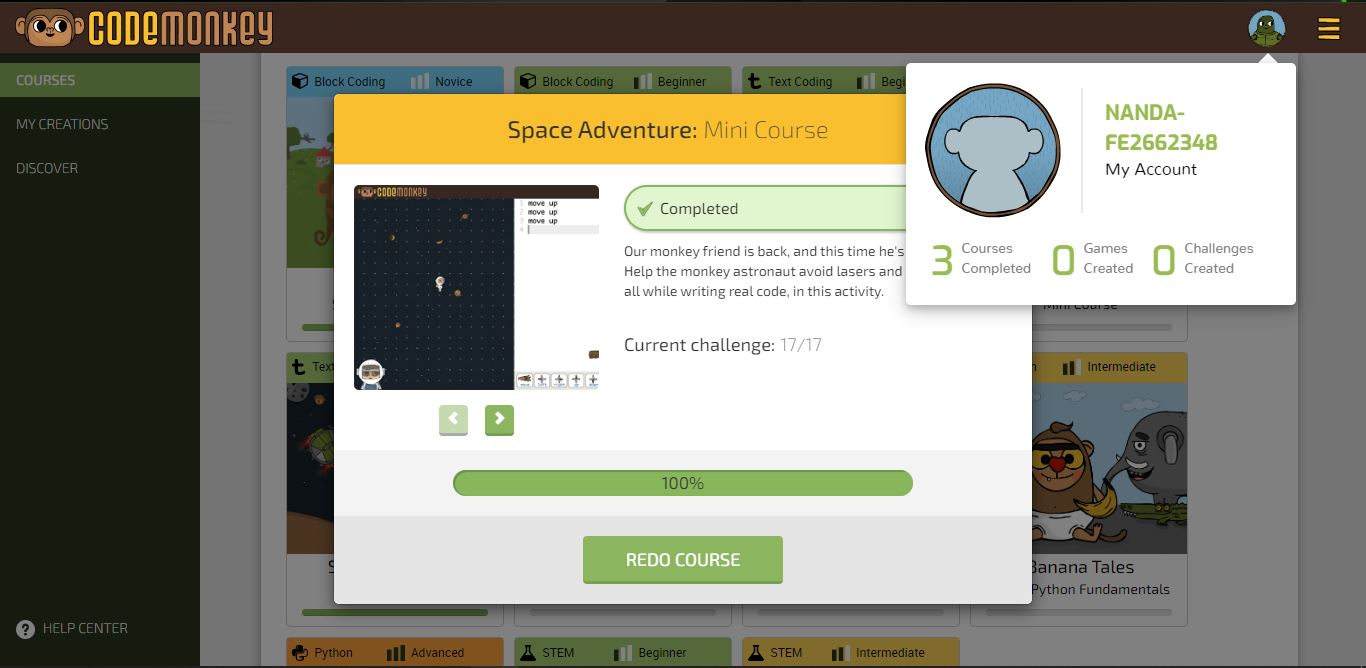 CODEMONKEY
COURSES
MY CREATIONS
DISCOVER
HELP CENTER
Block Coding Novice
Block Coding Beginner
Text Coding
Space Adventure: Mini Course
CODEMONKEY
1 move up
2 move up
3 move up
4
Completed
Our monkey friend is back, and this time he's
Help the monkey astronaut avoid lasers and
all while writing real code, in this activity.
Current challenge: 17/17
100%
REDO COURSE
NANDA-
FE2662348
My Account
3 Courses
Completed
0 Games
Created
0 Challenges
Created
Mini Course
Text
Intermediate
Banana Tales
Python Fundamentals
Python Advanced
STEM Beginner
STEM Intermediate